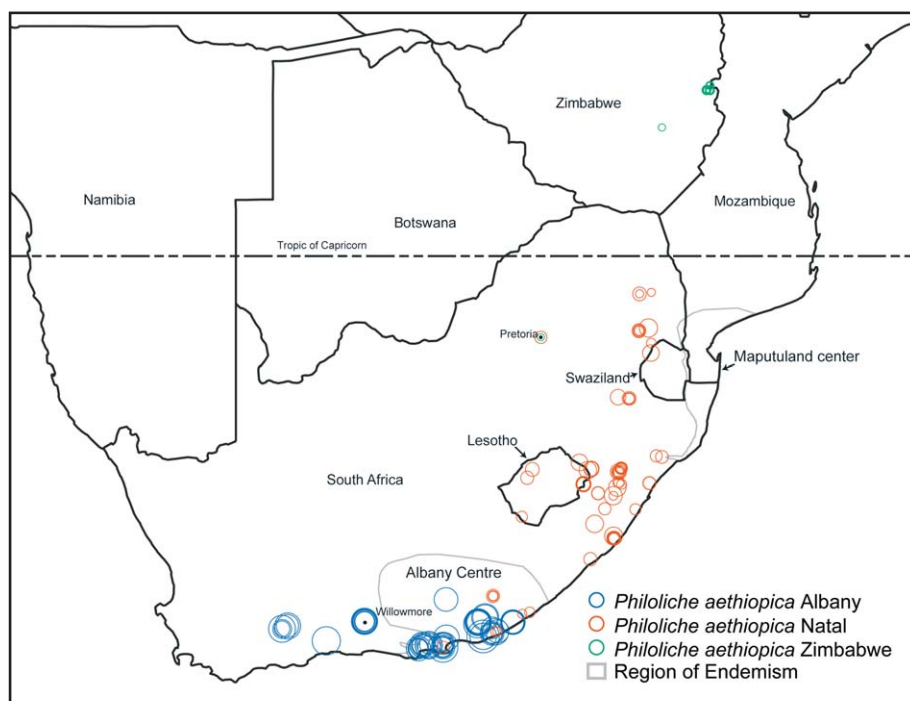 Zimbabwe
Namibia
Mozambique
Botswana
Tropic of Capricorn
Pretoria
Maputuland center
Swaziland
Lesotho
South Africa
Albany Centre
Willowmore
Philoliche aethiopica Albany
Philoliche aethiopica Natal
Philoliche aethiopica Zimbabwe
Region of Endemism